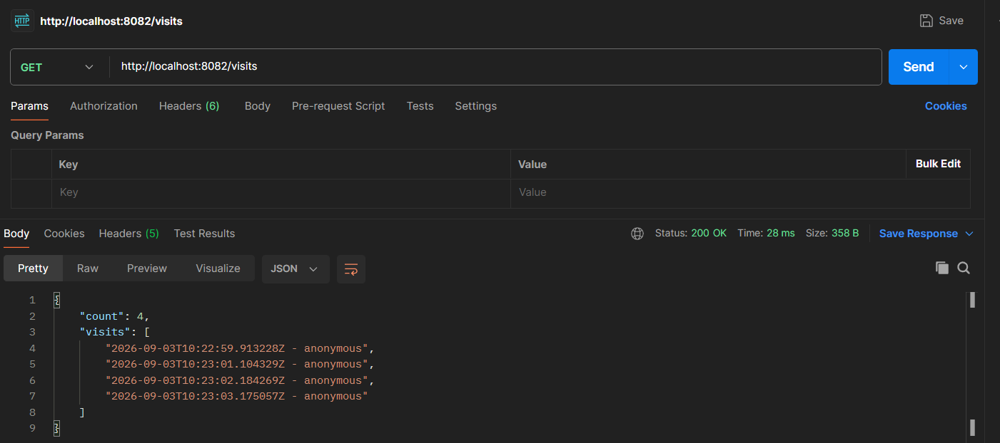 HTTP http://localhost:8082/visits Save
GET http://localhost:8082/visits Send
Params Authorization Headers (6) Body Pre-request Script Tests Settings Cookies
Query Params
Key Value Bulk Edit
Key Value
Body Cookies Headers (5) Test Results Status: 200 OK Time: 28 ms Size: 358 B Save Response
Pretty Raw Preview Visualize JSON
1 {
2 "count": 4,
3 "visits": [
4 "2026-09-03T10:22:59.913228Z - anonymous",
5 "2026-09-03T10:23:01.104329Z - anonymous",
6 "2026-09-03T10:23:02.184269Z - anonymous",
7 "2026-09-03T10:23:03.175057Z - anonymous"
8 ]
9 }